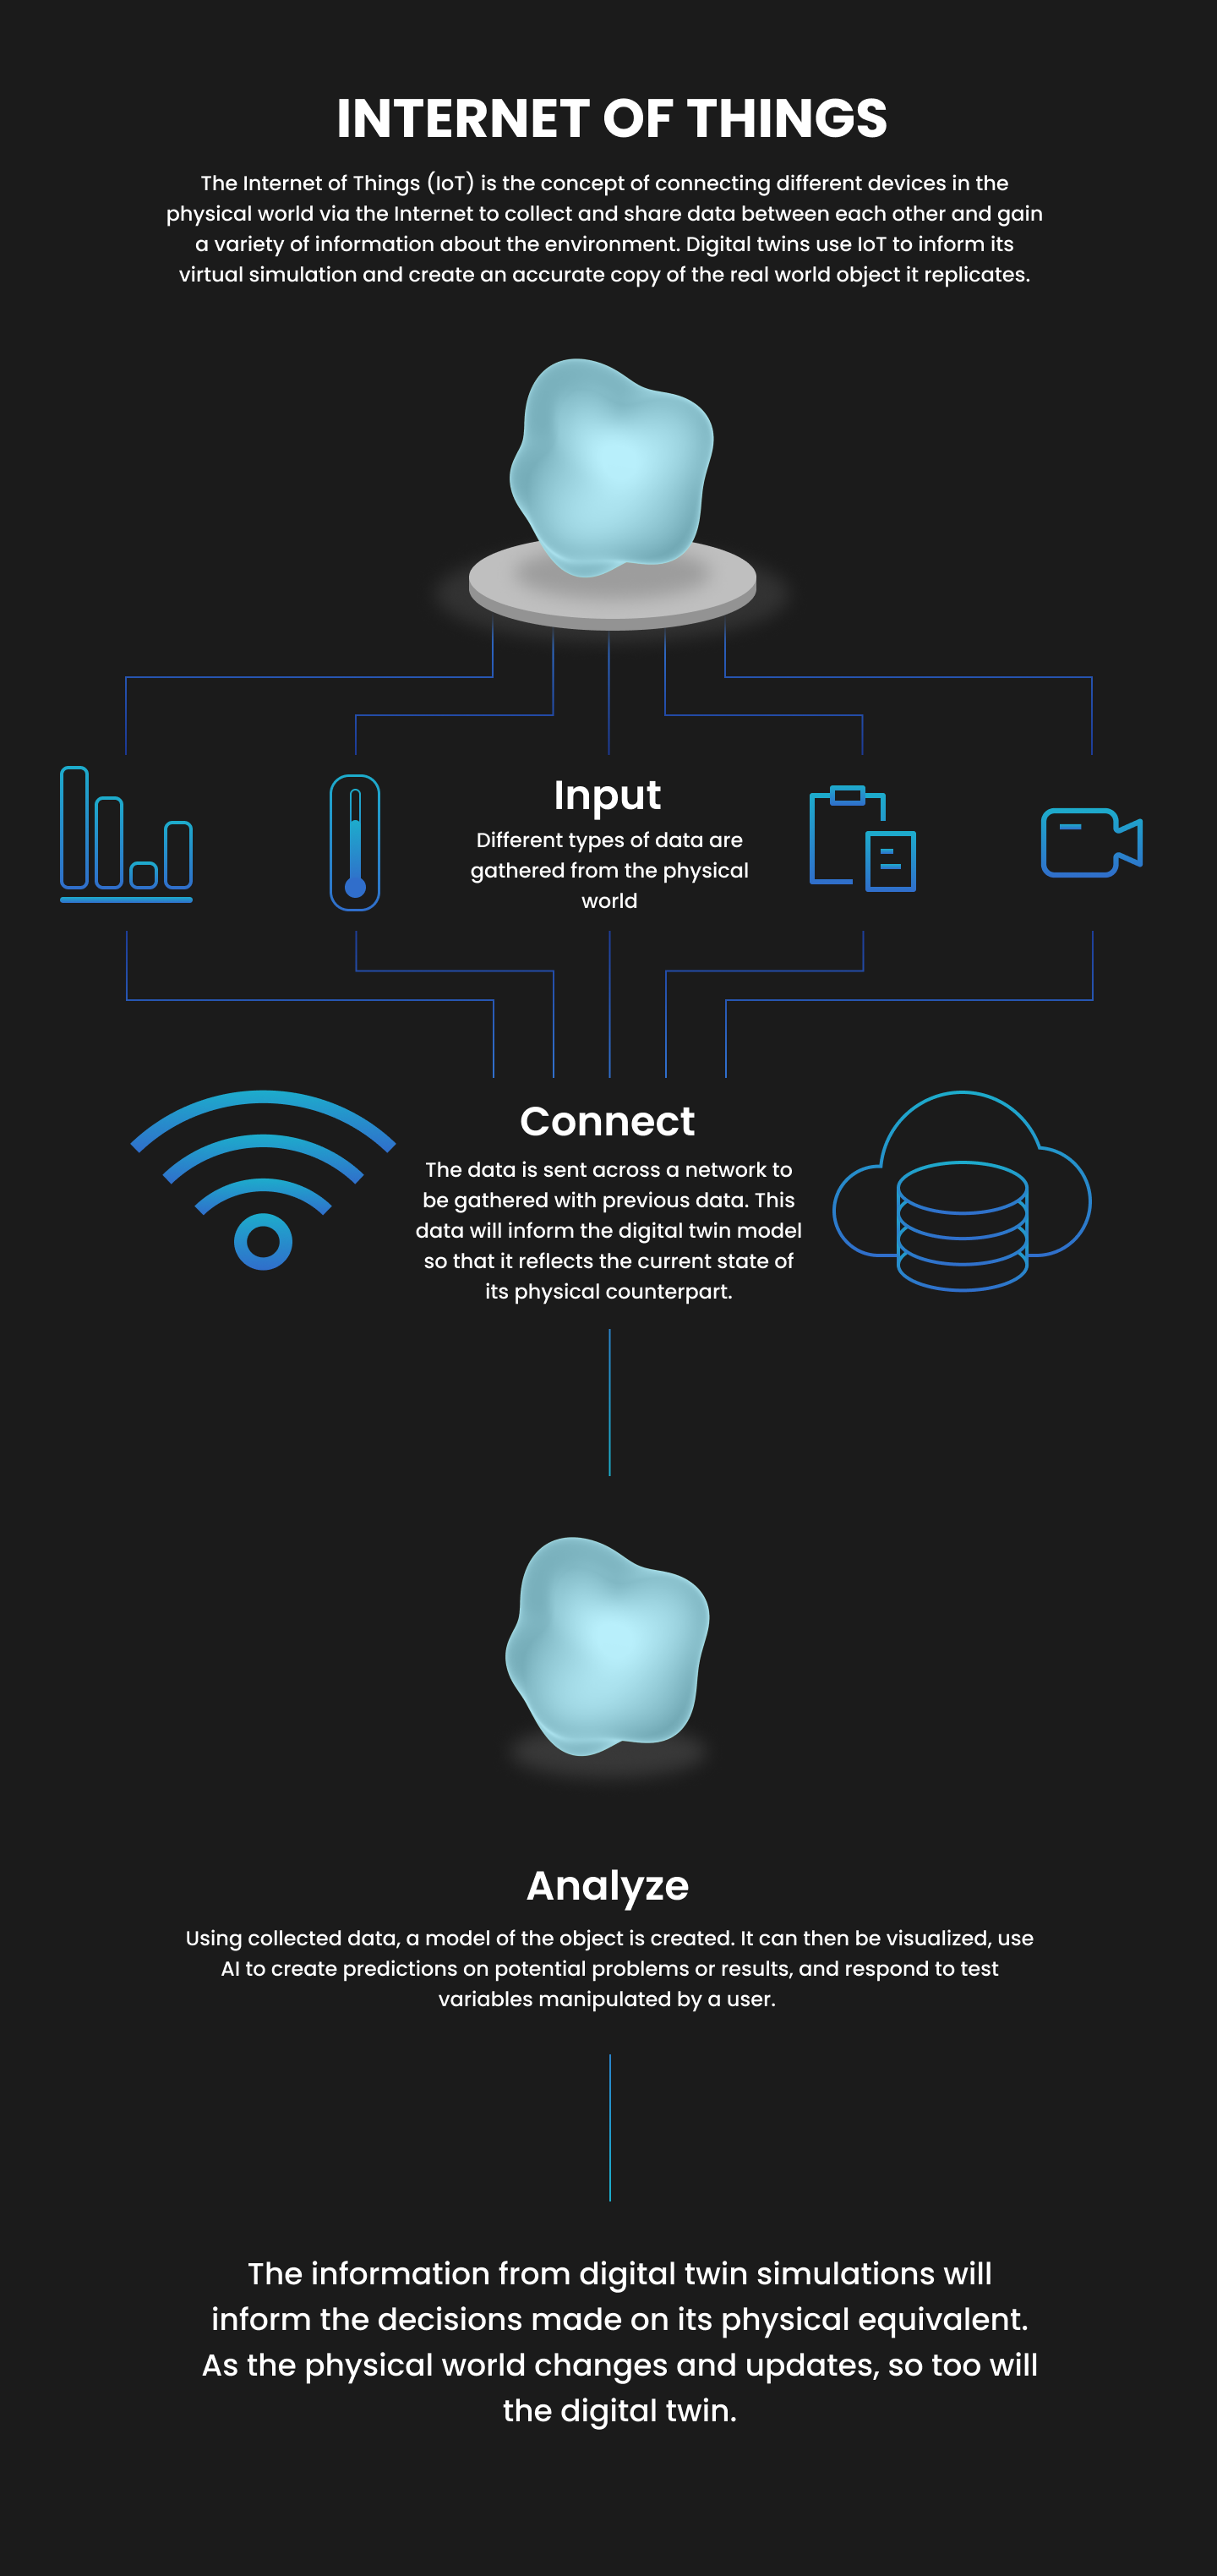 INTERNET OF THINGS
The Internet of Things (IoT) is the concept of connecting different devices in the
physical world via the Internet to collect and share data between each other and gain
a variety of information about the environment. Digital twins use IoT to inform its
virtual simulation and create an accurate copy of the real world object it replicates.
Input
Different types of data are
gathered from the physical
world
Connect
The data is sent across a network to
be gathered with previous data. This
data will inform the digital twin model
so that it reflects the current state of
its physical counterpart.
Analyze
Using collected data, a model of the object is created. It can then be visualized, use
AI to create predictions on potential problems or results, and respond to test
variables manipulated by a user.
The information from digital twin simulations will
inform the decisions made on its physical equivalent.
As the physical world changes and updates, so too will
the digital twin.